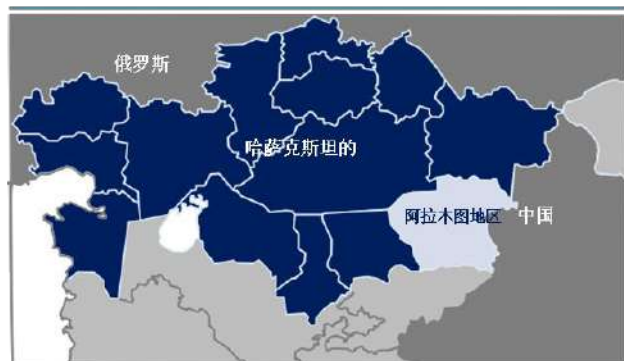 俄罗斯
哈萨克斯坦的
阿拉木图地区
中国